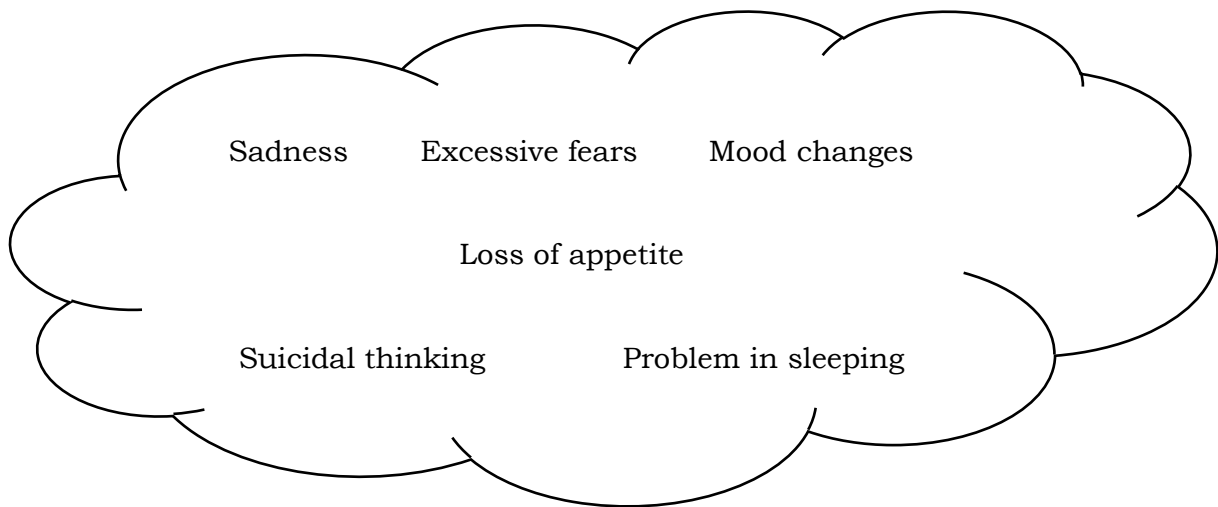 Sadness Excessive fears Mood changes
Loss of appetite
Suicidal thinking Problem in sleeping